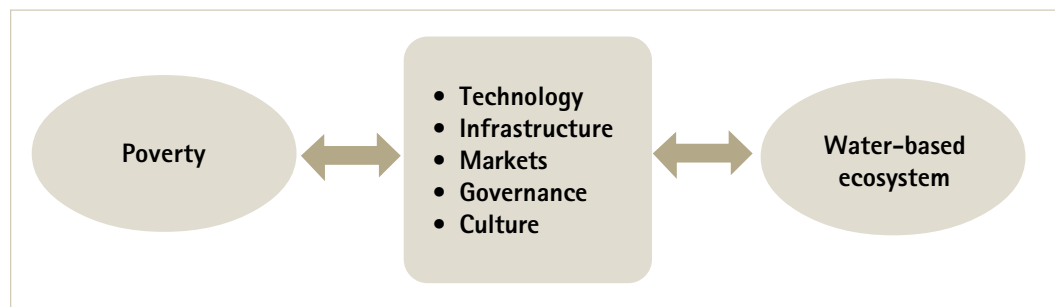 Poverty
• Technology
• Infrastructure
• Markets
• Governance
• Culture
Water-based
ecosystem